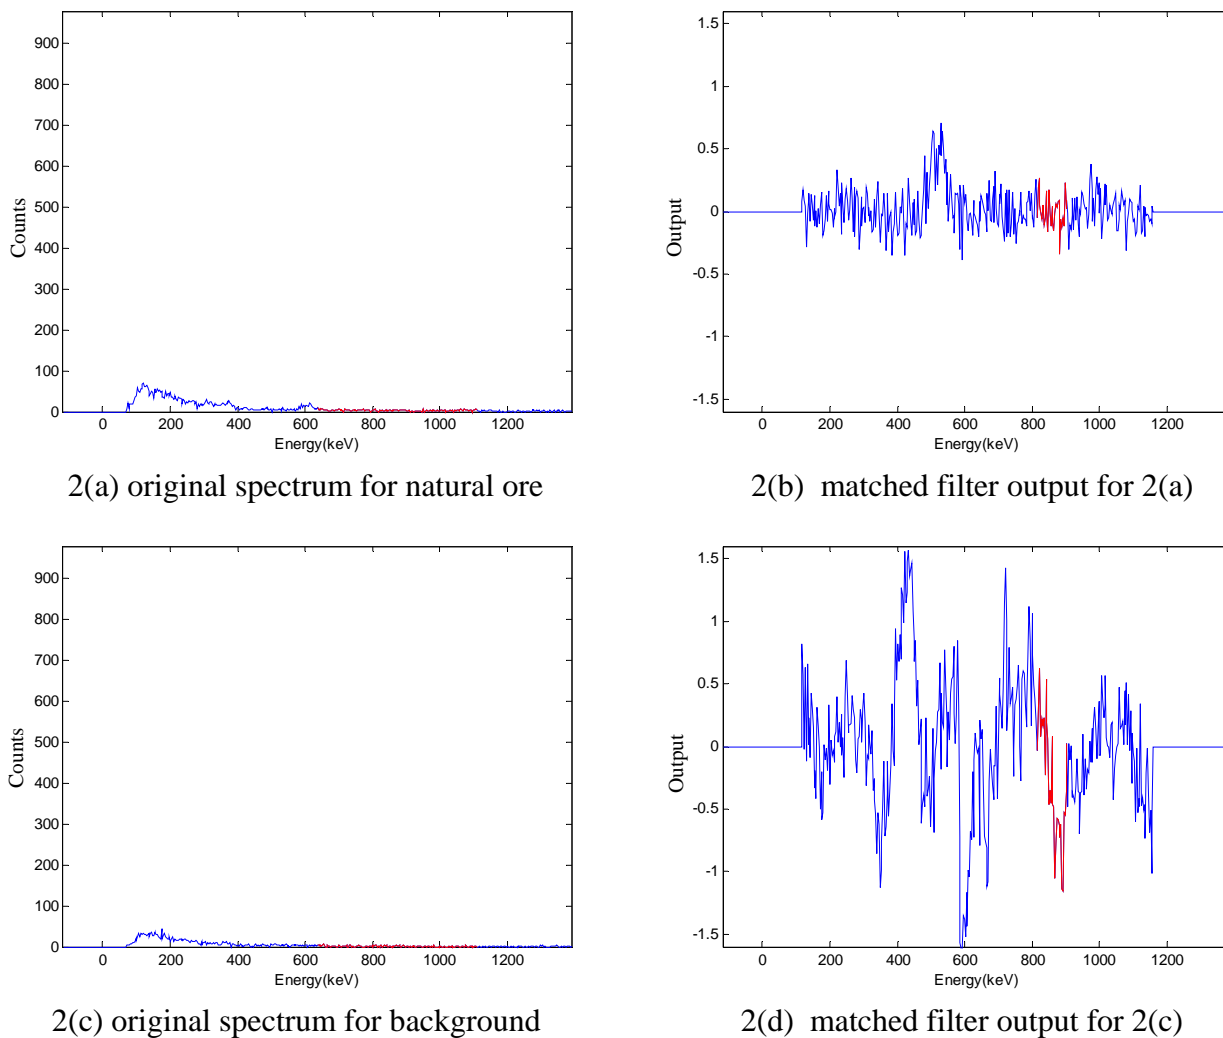 900
800
700
600
500
400
300
200
100
0
Counts
0 200 400 600 800 1000 1200
Energy(keV)
2(a) original spectrum for natural ore
1.5
1
0.5
0
-0.5
-1
-1.5
Output
0 200 400 600 800 1000 1200
Energy(keV)
2(b) matched filter output for 2(a)
900
800
700
600
500
400
300
200
100
0
Counts
0 200 400 600 800 1000 1200
Energy(keV)
2(c) original spectrum for background
1.5
1
0.5
0
-0.5
-1
-1.5
Output
0 200 400 600 800 1000 1200
Energy(keV)
2(d) matched filter output for 2(c)